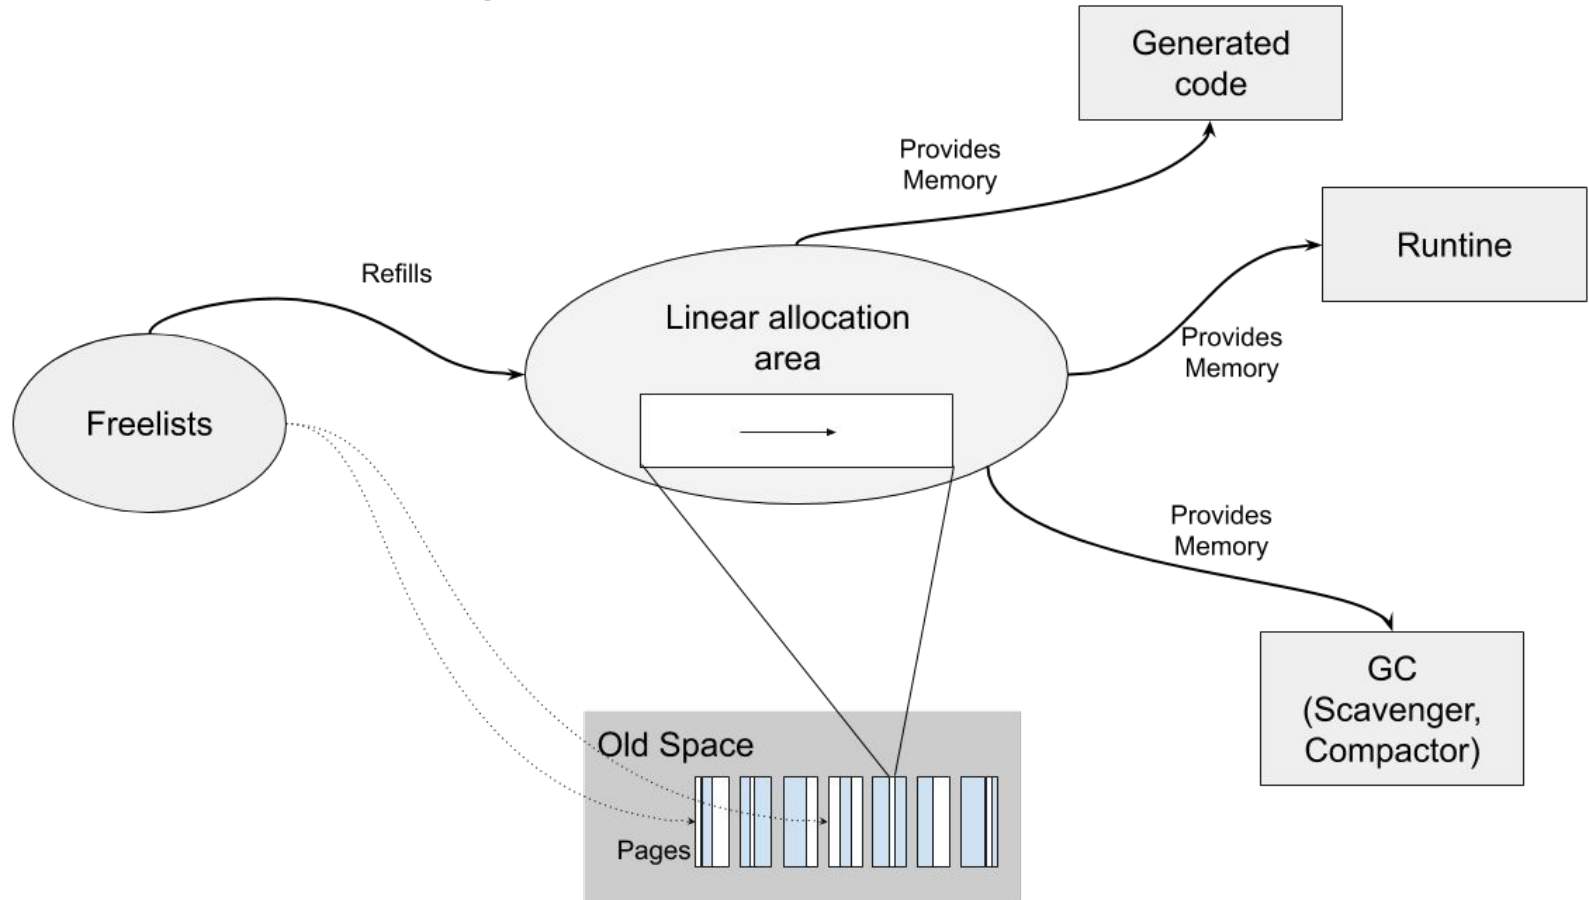 Generated
code
Provides
Memory
Runtine
Refills
Linear allocation
area
Provides
Memory
Freelists
Provides
Memory
GC
(Scavenger,
Compactor)
Old Space
Pages